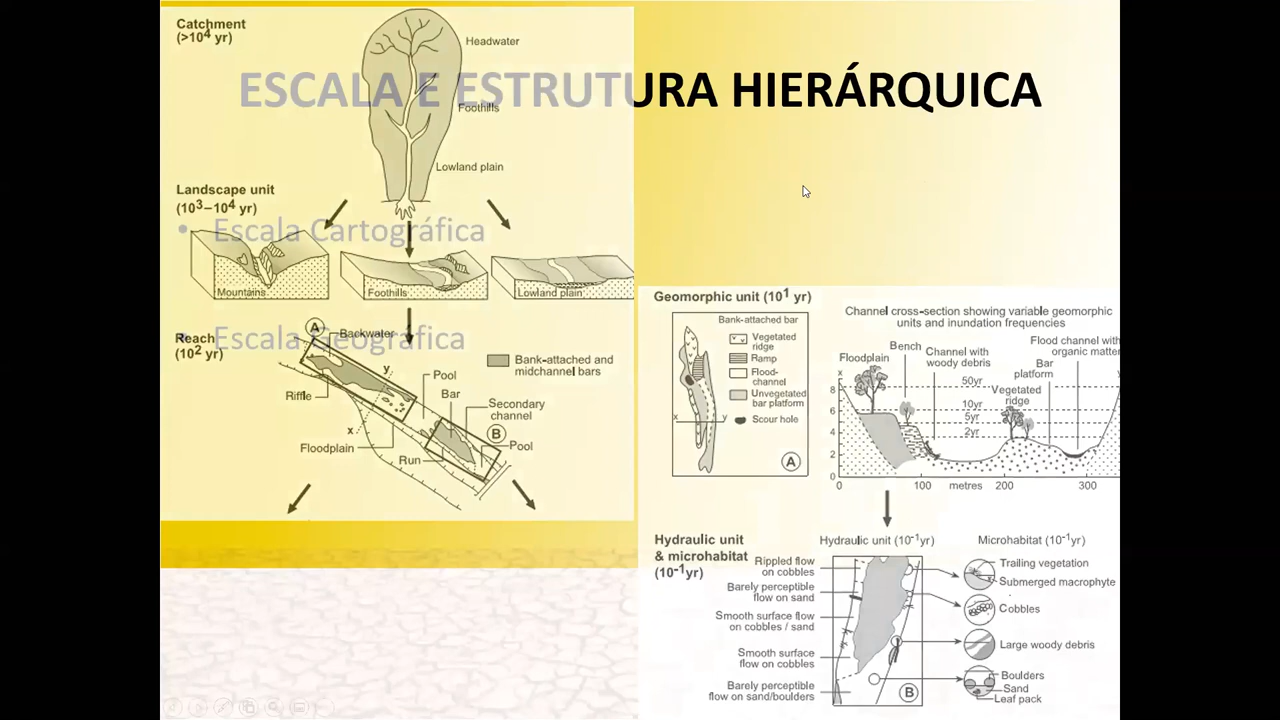 ESCALA E ESTRUTURA HIERÁRQUICA
• Escala Cartográfica
• Escala Geográfica
Catchment
(>10⁴ yr)
Headwater
Foothills
Lowland plain
Landscape unit
(10³–10⁴ yr)
Mountains
Foothills
Lowland plain
Reach
(10² yr)
A
Backwater
y
Riffle
x
Floodplain
Pool
Bar
Run
Bank-attached and
midchannel bars
Secondary
channel
B
Pool
Geomorphic unit (10¹ yr)
Bank-attached bar
Vegetated
ridge
Ramp
Flood-
channel
Unvegetated
bar platform
Scour hole
x
y
A
Channel cross-section showing variable geomorphic
units and inundation frequencies
Floodplain
Bench
Channel with
woody debris
Vegetated
ridge
Bar
platform
Flood channel with
organic matter
x
8
6
4
2
0
50yr
10yr
5yr
2yr
0
100
metres
200
300
Hydraulic unit
& microhabitat
(10⁻¹yr)
Hydraulic unit (10⁻¹yr)
Rippled flow
on cobbles
Barely perceptible
flow on sand
Smooth surface flow
on cobbles / sand
Smooth surface
flow on cobbles
Barely perceptible
flow on sand/boulders
B
Microhabitat (10⁻¹yr)
Trailing vegetation
Submerged macrophyte
Cobbles
Large woody debris
Boulders
Sand
Leaf pack